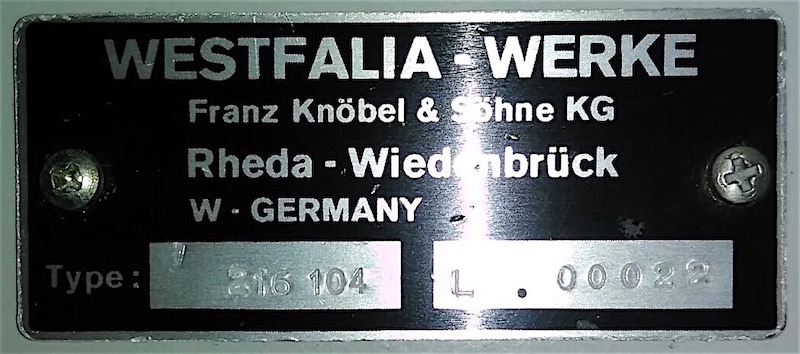 WESTFALIA - WERKE
Franz Knöbel & Söhne KG
Rheda - Wiedenbrück
W - GERMANY
Type: 216 104 L . 00022